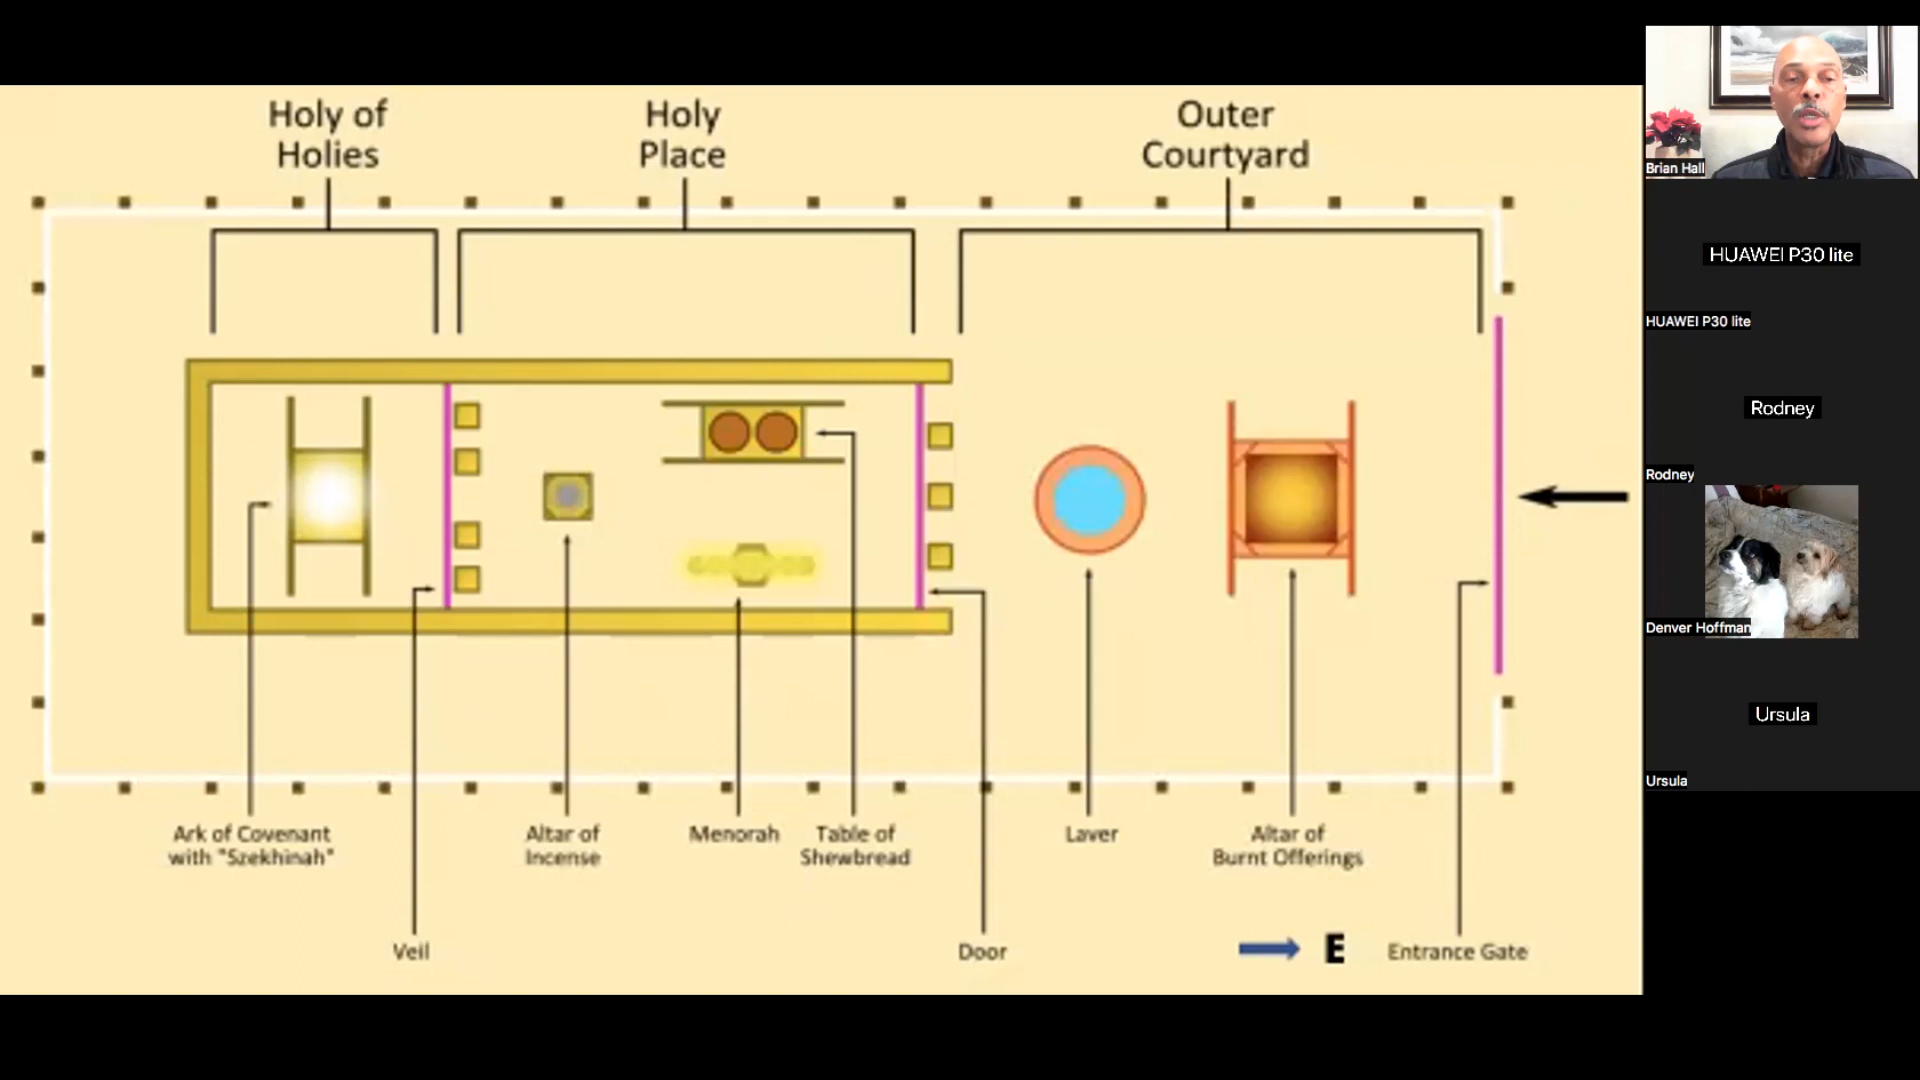 Holy of
Holies
Holy
Place
Outer
Courtyard
Ark of Covenant
with "Szekhinah"
Altar of
Incense
Menorah
Table of
Shewbread
Laver
Altar of
Burnt Offerings
Veil
Door
E
Entrance Gate
Brian Hall
HUAWEI P30 lite
HUAWEI P30 lite
Rodney
Rodney
Denver Hoffman
Ursula
Ursula